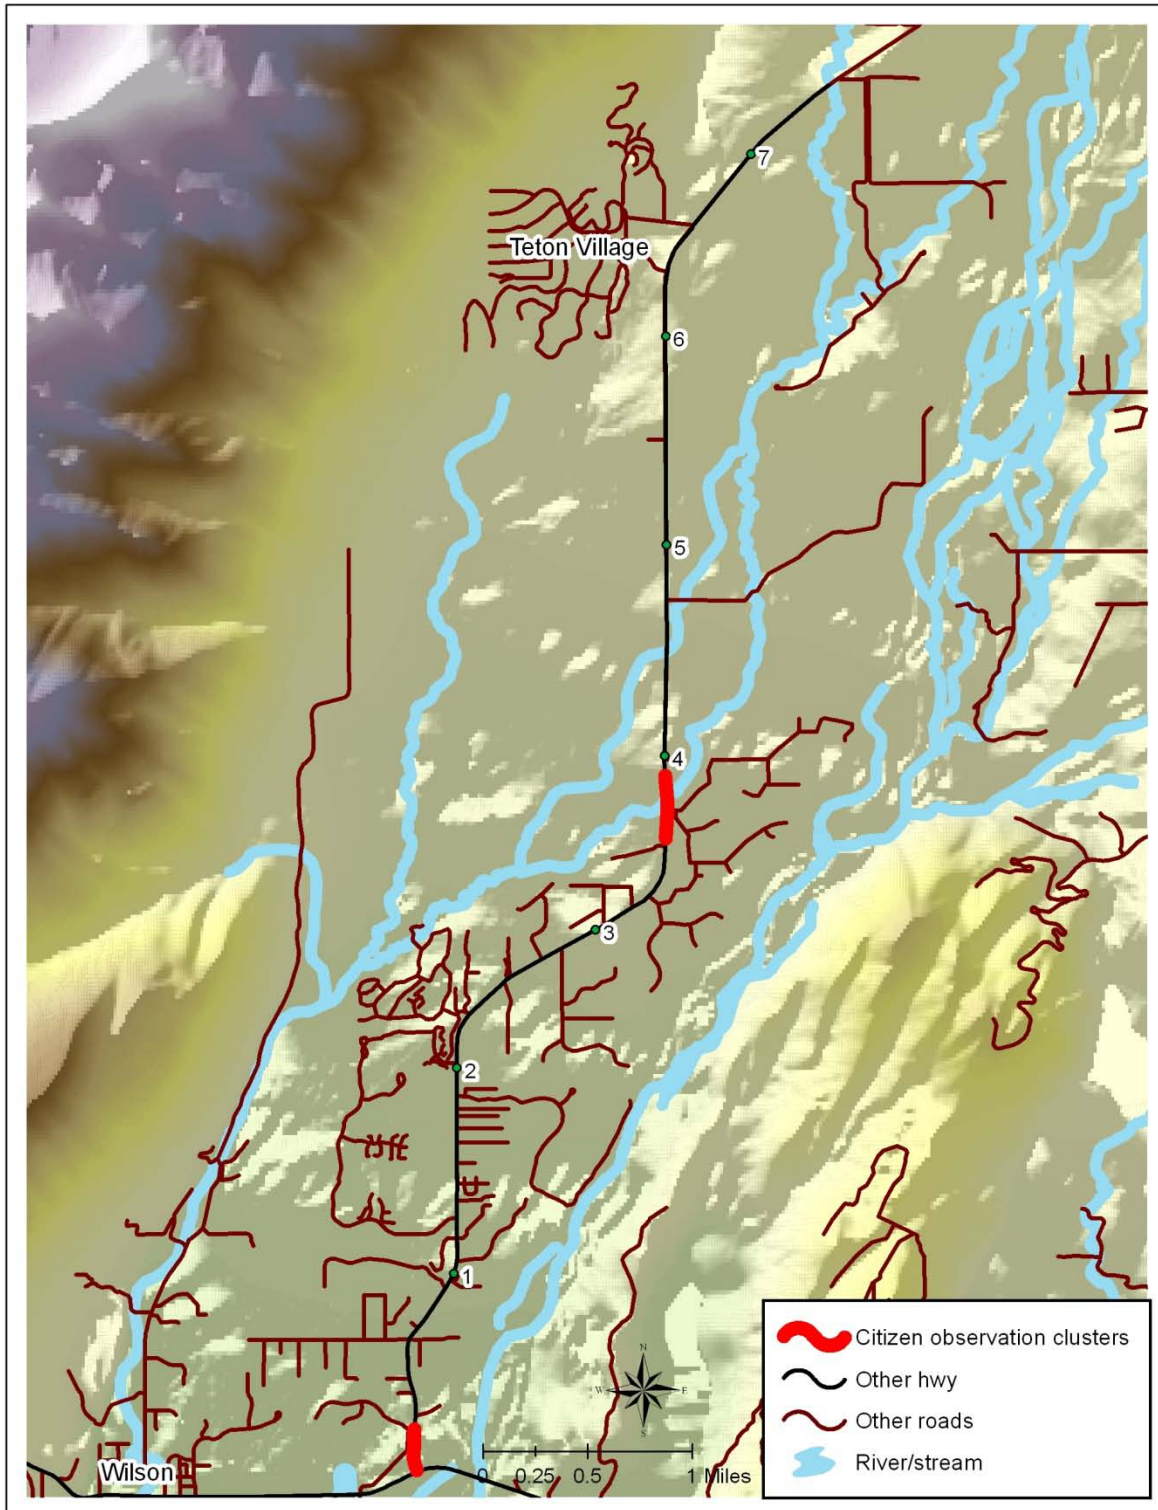 7
Teton Village
6
5
4
3
2
1
N
W
E
S
Wilson
0 0.25 0.5 1 Miles
Citizen observation clusters
Other hwy
Other roads
River/stream